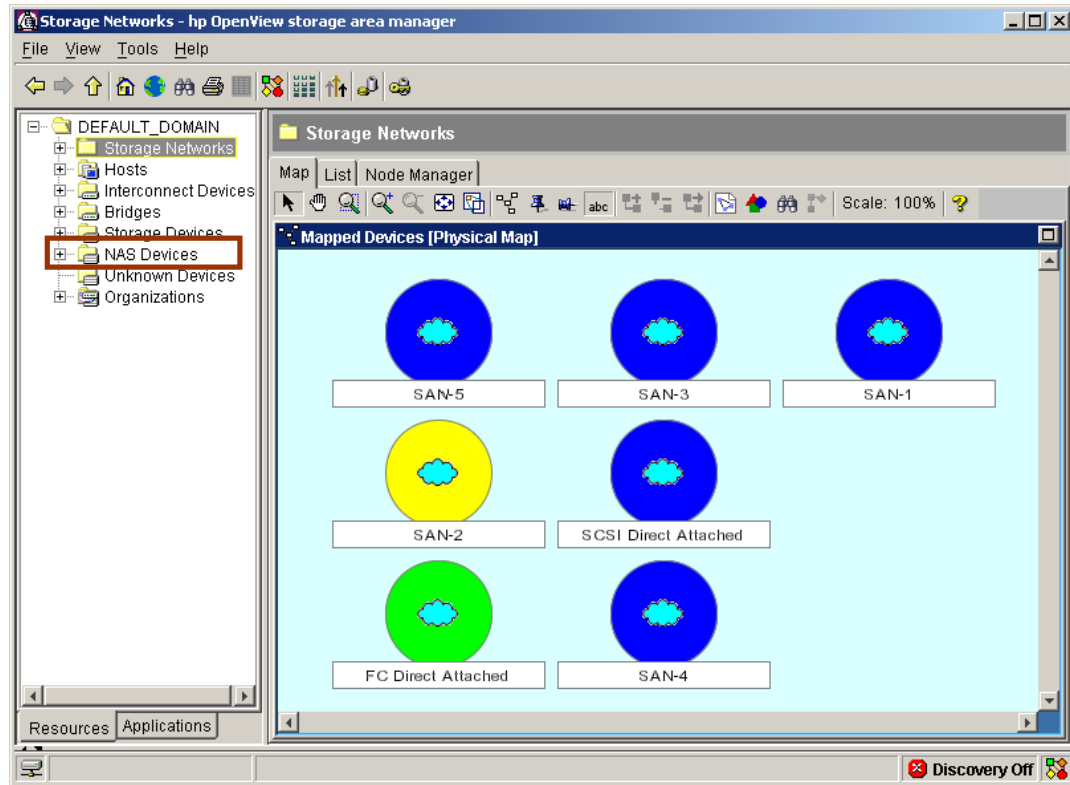 Storage Networks - hp OpenView storage area manager
File View Tools Help
DEFAULT_DOMAIN
Storage Networks
Hosts
Interconnect Devices
Bridges
Storage Devices
NAS Devices
Unknown Devices
Organizations
Resources Applications
Storage Networks
Map List Node Manager
abc Scale: 100%
Mapped Devices [Physical Map]
SAN-5 SAN-3 SAN-1
SAN-2 SCSI Direct Attached
FC Direct Attached SAN-4
Discovery Off